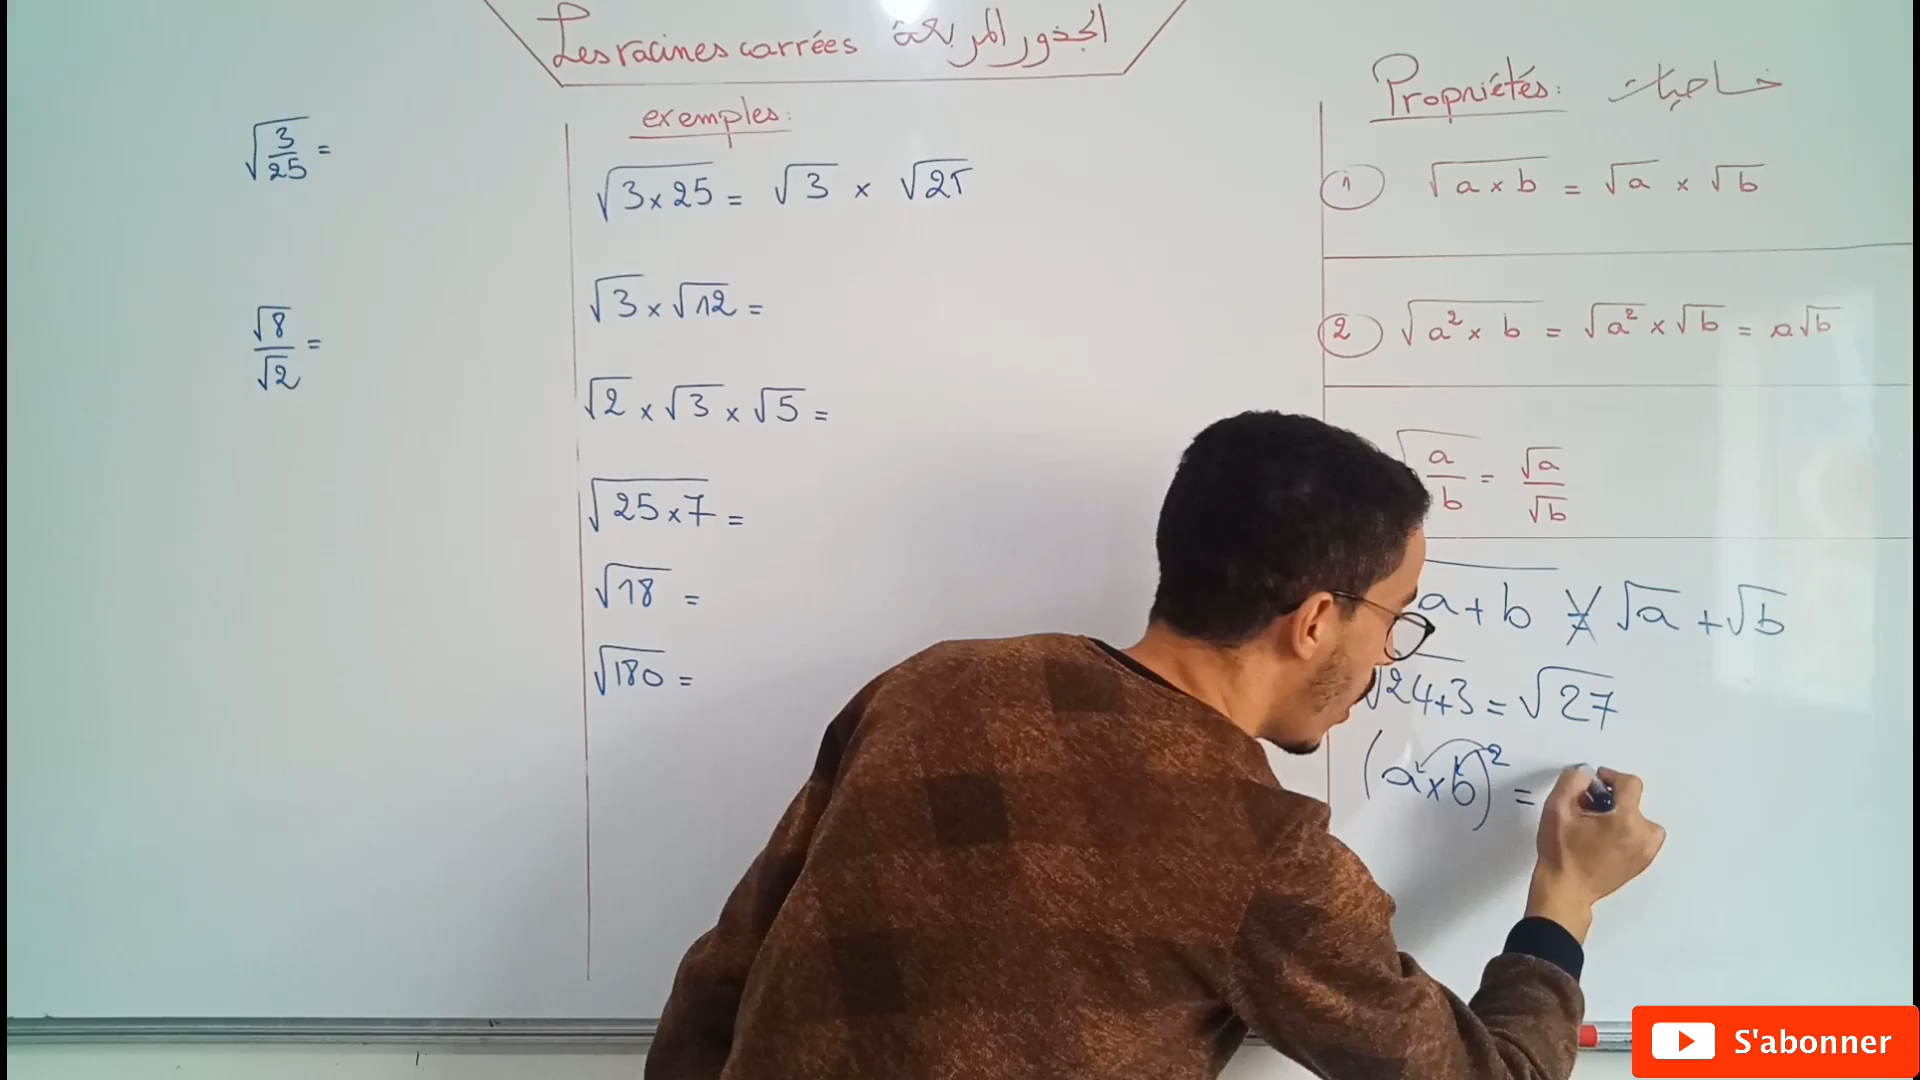 Les racines carrées الجذور المربعة
√(3/25) =
√8/√2 =
exemples:
√(3×25) = √3 × √25
√3 × √12 =
√2 × √3 × √5 =
√(25×7) =
√18 =
√180 =
Propriétés: خاصيات
① √(a×b) = √a × √b
② √(a²×b) = √a² × √b = a√b
√(a/b) = √a/√b
a+b ≠ √a + √b
√24+3 = √27
(a×b)² =
S'abonner